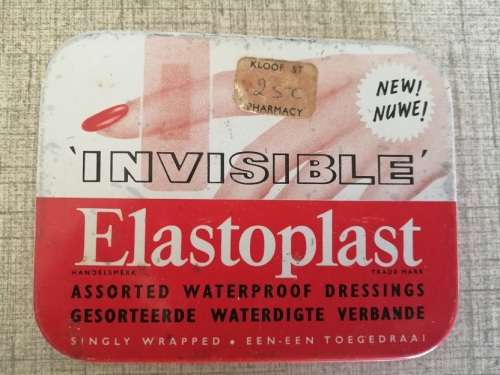 KLOOF ST
25c
PHARMACY
NEW!
NUWE!
'INVISIBLE'
Elastoplast
HANDELSMERK TRADE MARK
ASSORTED WATERPROOF DRESSINGS
GESORTEERDE WATERDIGTE VERBANDE
SINGLY WRAPPED • EEN-EEN TOEGEDRAAI